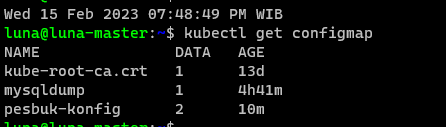 Wed 15 Feb 2023 07:48:49 PM WIB
luna@luna-master:~$ kubectl get configmap
NAME DATA AGE
kube-root-ca.crt 1 13d
mysqldump 1 4h41m
pesbuk-konfig 2 10m
luna@luna-master:~$